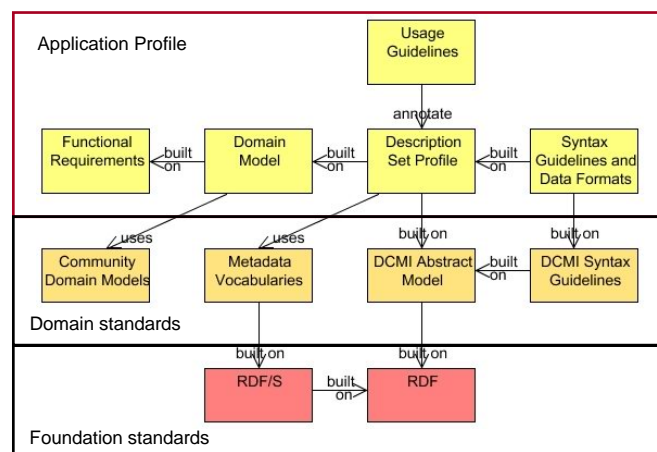 Application Profile
Usage
Guidelines
annotate
Functional
Requirements
built
on
Domain
Model
built
on
Description
Set Profile
built
on
Syntax
Guidelines and
Data Formats
uses
uses
built on
built on
Community
Domain Models
Metadata
Vocabularies
DCMI Abstract
Model
built
on
DCMI Syntax
Guidelines
Domain standards
built on
built on
RDF/S
built
on
RDF
Foundation standards